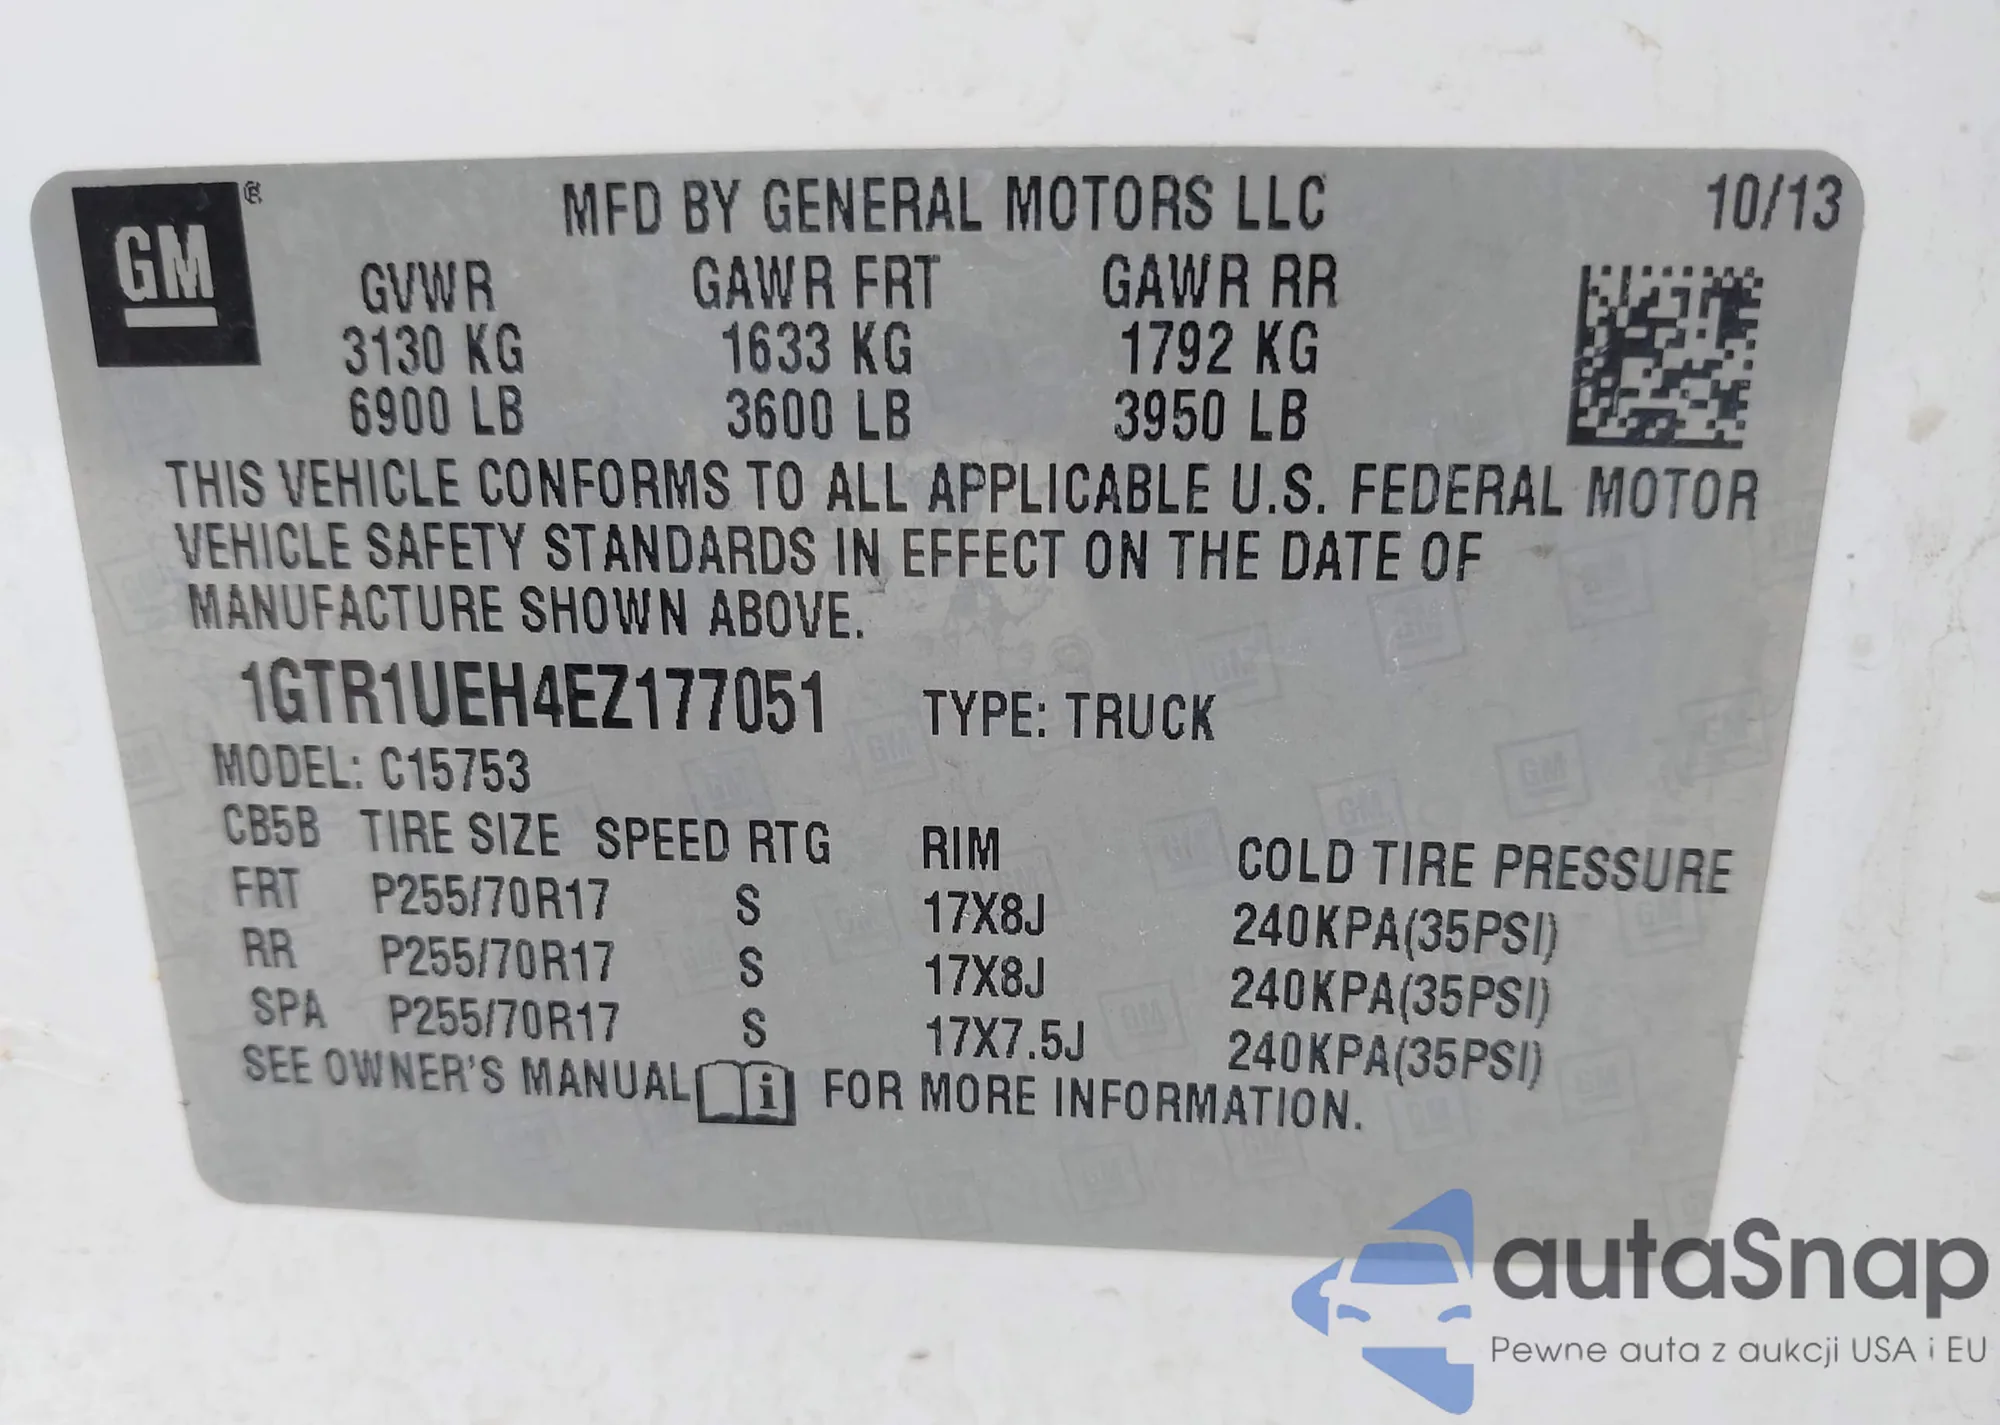 GM ®
MFD BY GENERAL MOTORS LLC 10/13
GVWR GAWR FRT GAWR RR
3130 KG 1633 KG 1792 KG
6900 LB 3600 LB 3950 LB
THIS VEHICLE CONFORMS TO ALL APPLICABLE U.S. FEDERAL MOTOR
VEHICLE SAFETY STANDARDS IN EFFECT ON THE DATE OF
MANUFACTURE SHOWN ABOVE.
1GTR1UEH4EZ177051 TYPE: TRUCK
MODEL: C15753
CB5B TIRE SIZE SPEED RTG RIM COLD TIRE PRESSURE
FRT P255/70R17 S 17X8J 240KPA(35PSI)
RR P255/70R17 S 17X8J 240KPA(35PSI)
SPA P255/70R17 S 17X7.5J 240KPA(35PSI)
SEE OWNER'S MANUAL i FOR MORE INFORMATION.
autaSnap
Pewne auta z aukcji USA i EU